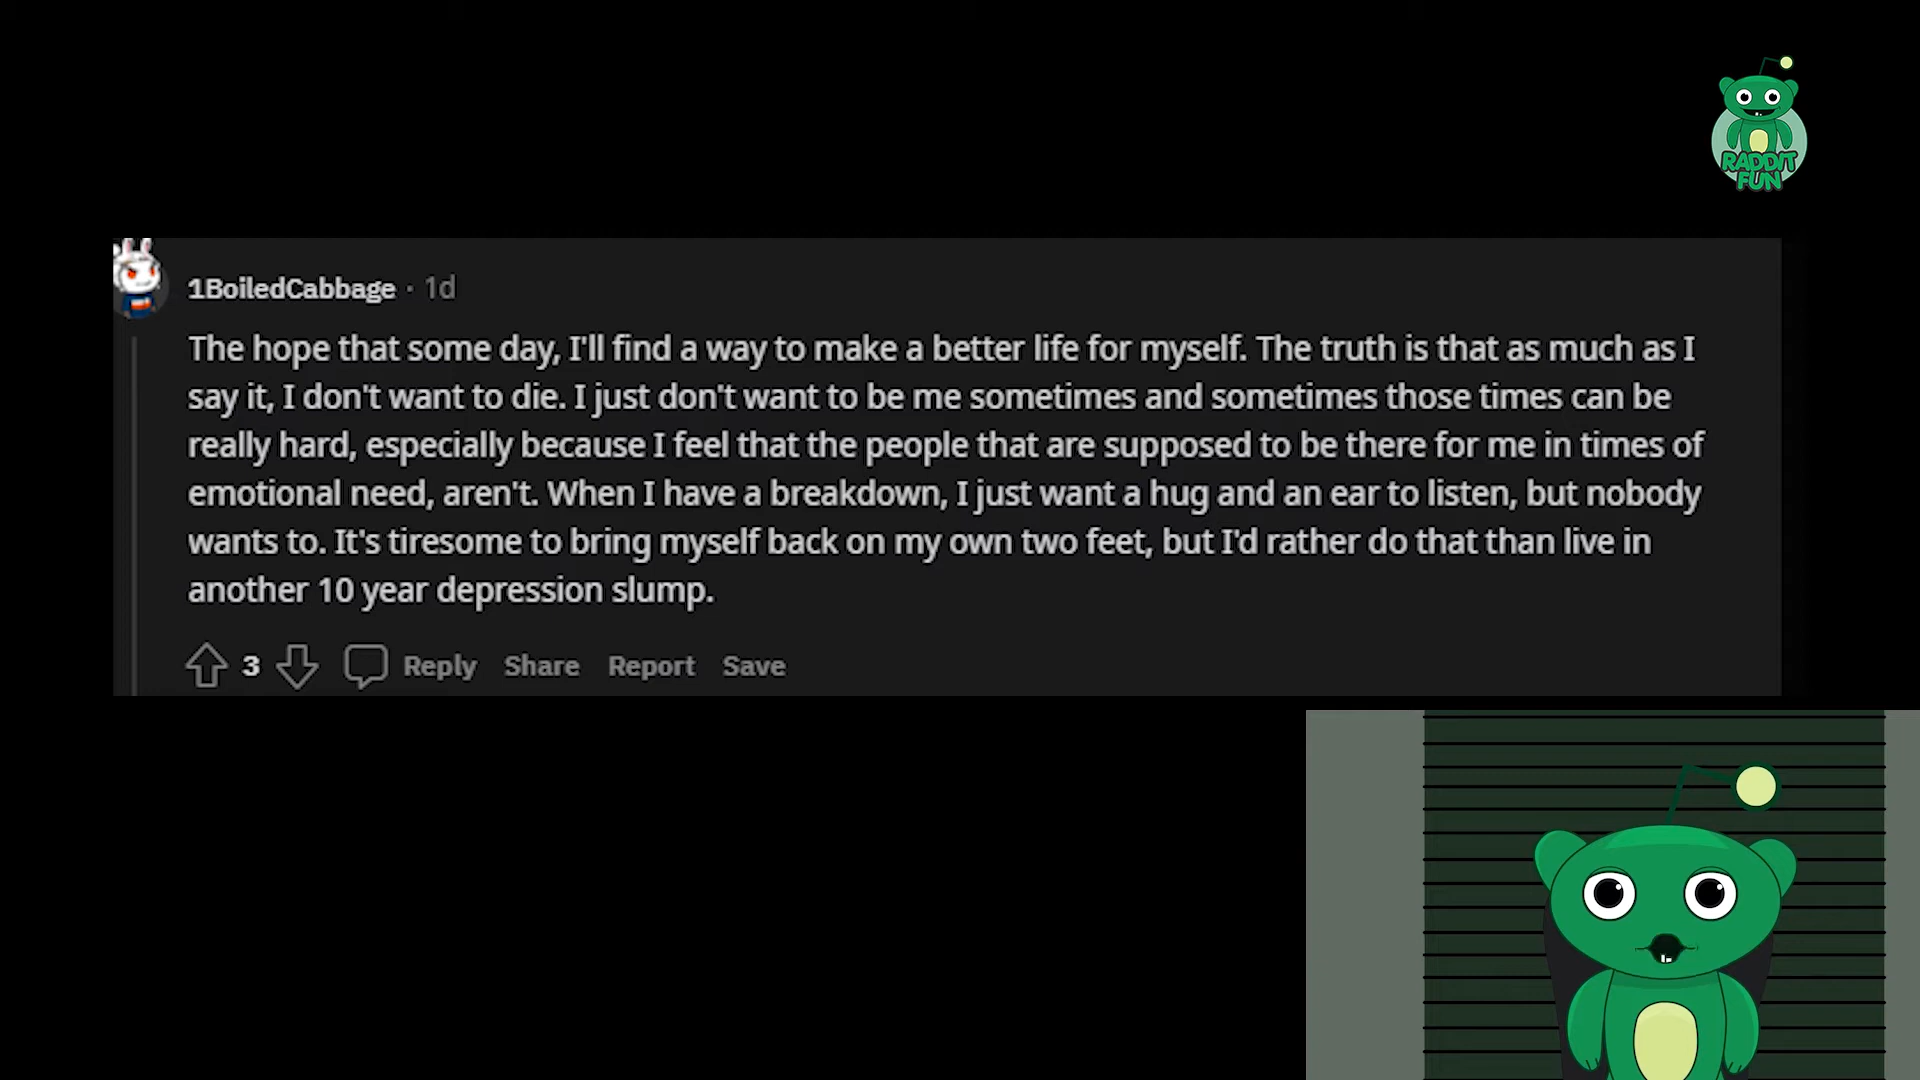 RADDIT
FUN
1BoiledCabbage · 1d
The hope that some day, I'll find a way to make a better life for myself. The truth is that as much as I
say it, I don't want to die. I just don't want to be me sometimes and sometimes those times can be
really hard, especially because I feel that the people that are supposed to be there for me in times of
emotional need, aren't. When I have a breakdown, I just want a hug and an ear to listen, but nobody
wants to. It's tiresome to bring myself back on my own two feet, but I'd rather do that than live in
another 10 year depression slump.
3 Reply Share Report Save